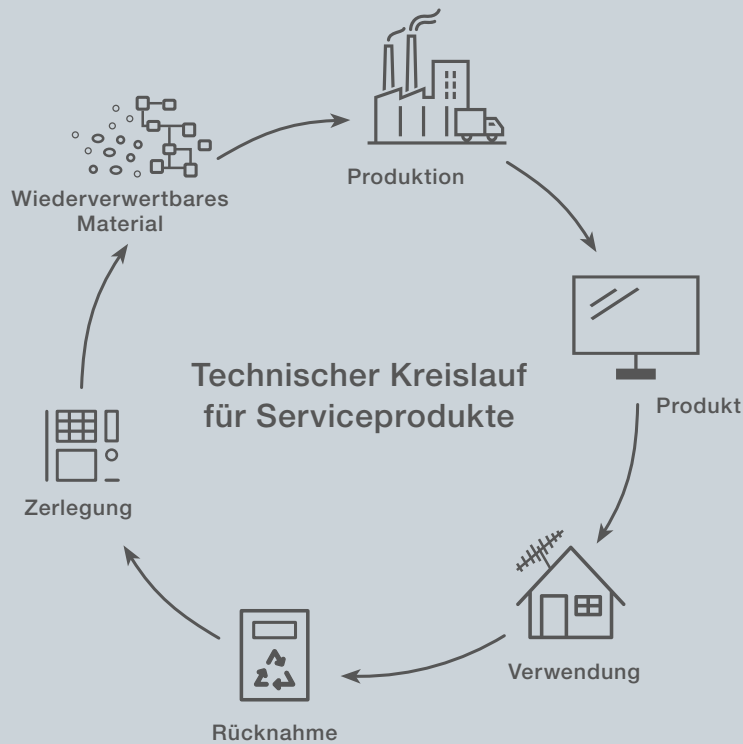 Produktion
Wiederverwertbares
Material
Technischer Kreislauf
für Serviceprodukte
Produkt
Zerlegung
Verwendung
Rücknahme